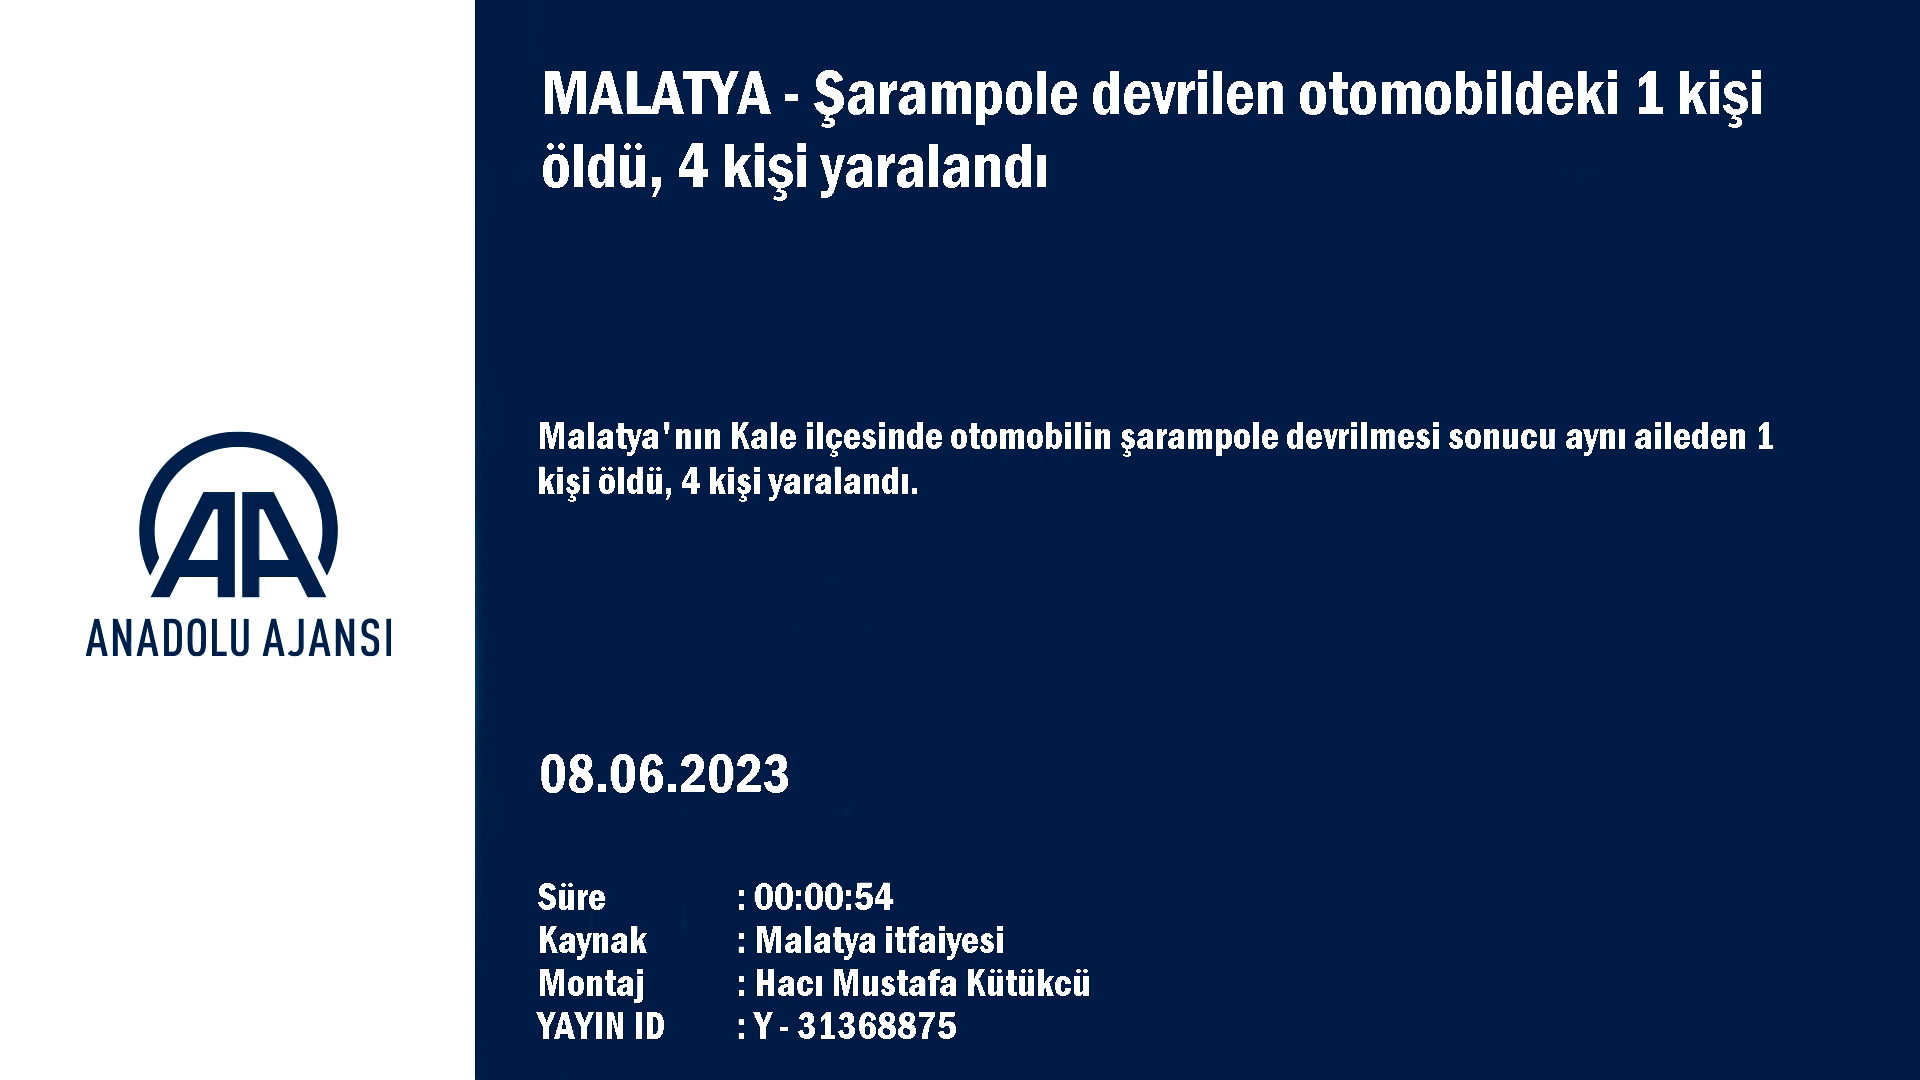 MALATYA - Şarampole devrilen otomobildeki 1 kişi
öldü, 4 kişi yaralandı
Malatya'nın Kale ilçesinde otomobilin şarampole devrilmesi sonucu aynı aileden 1
kişi öldü, 4 kişi yaralandı.
AA
ANADOLU AJANSI
08.06.2023
Süre : 00:00:54
Kaynak : Malatya itfaiyesi
Montaj : Hacı Mustafa Kütükcü
YAYIN ID : Y - 31368875